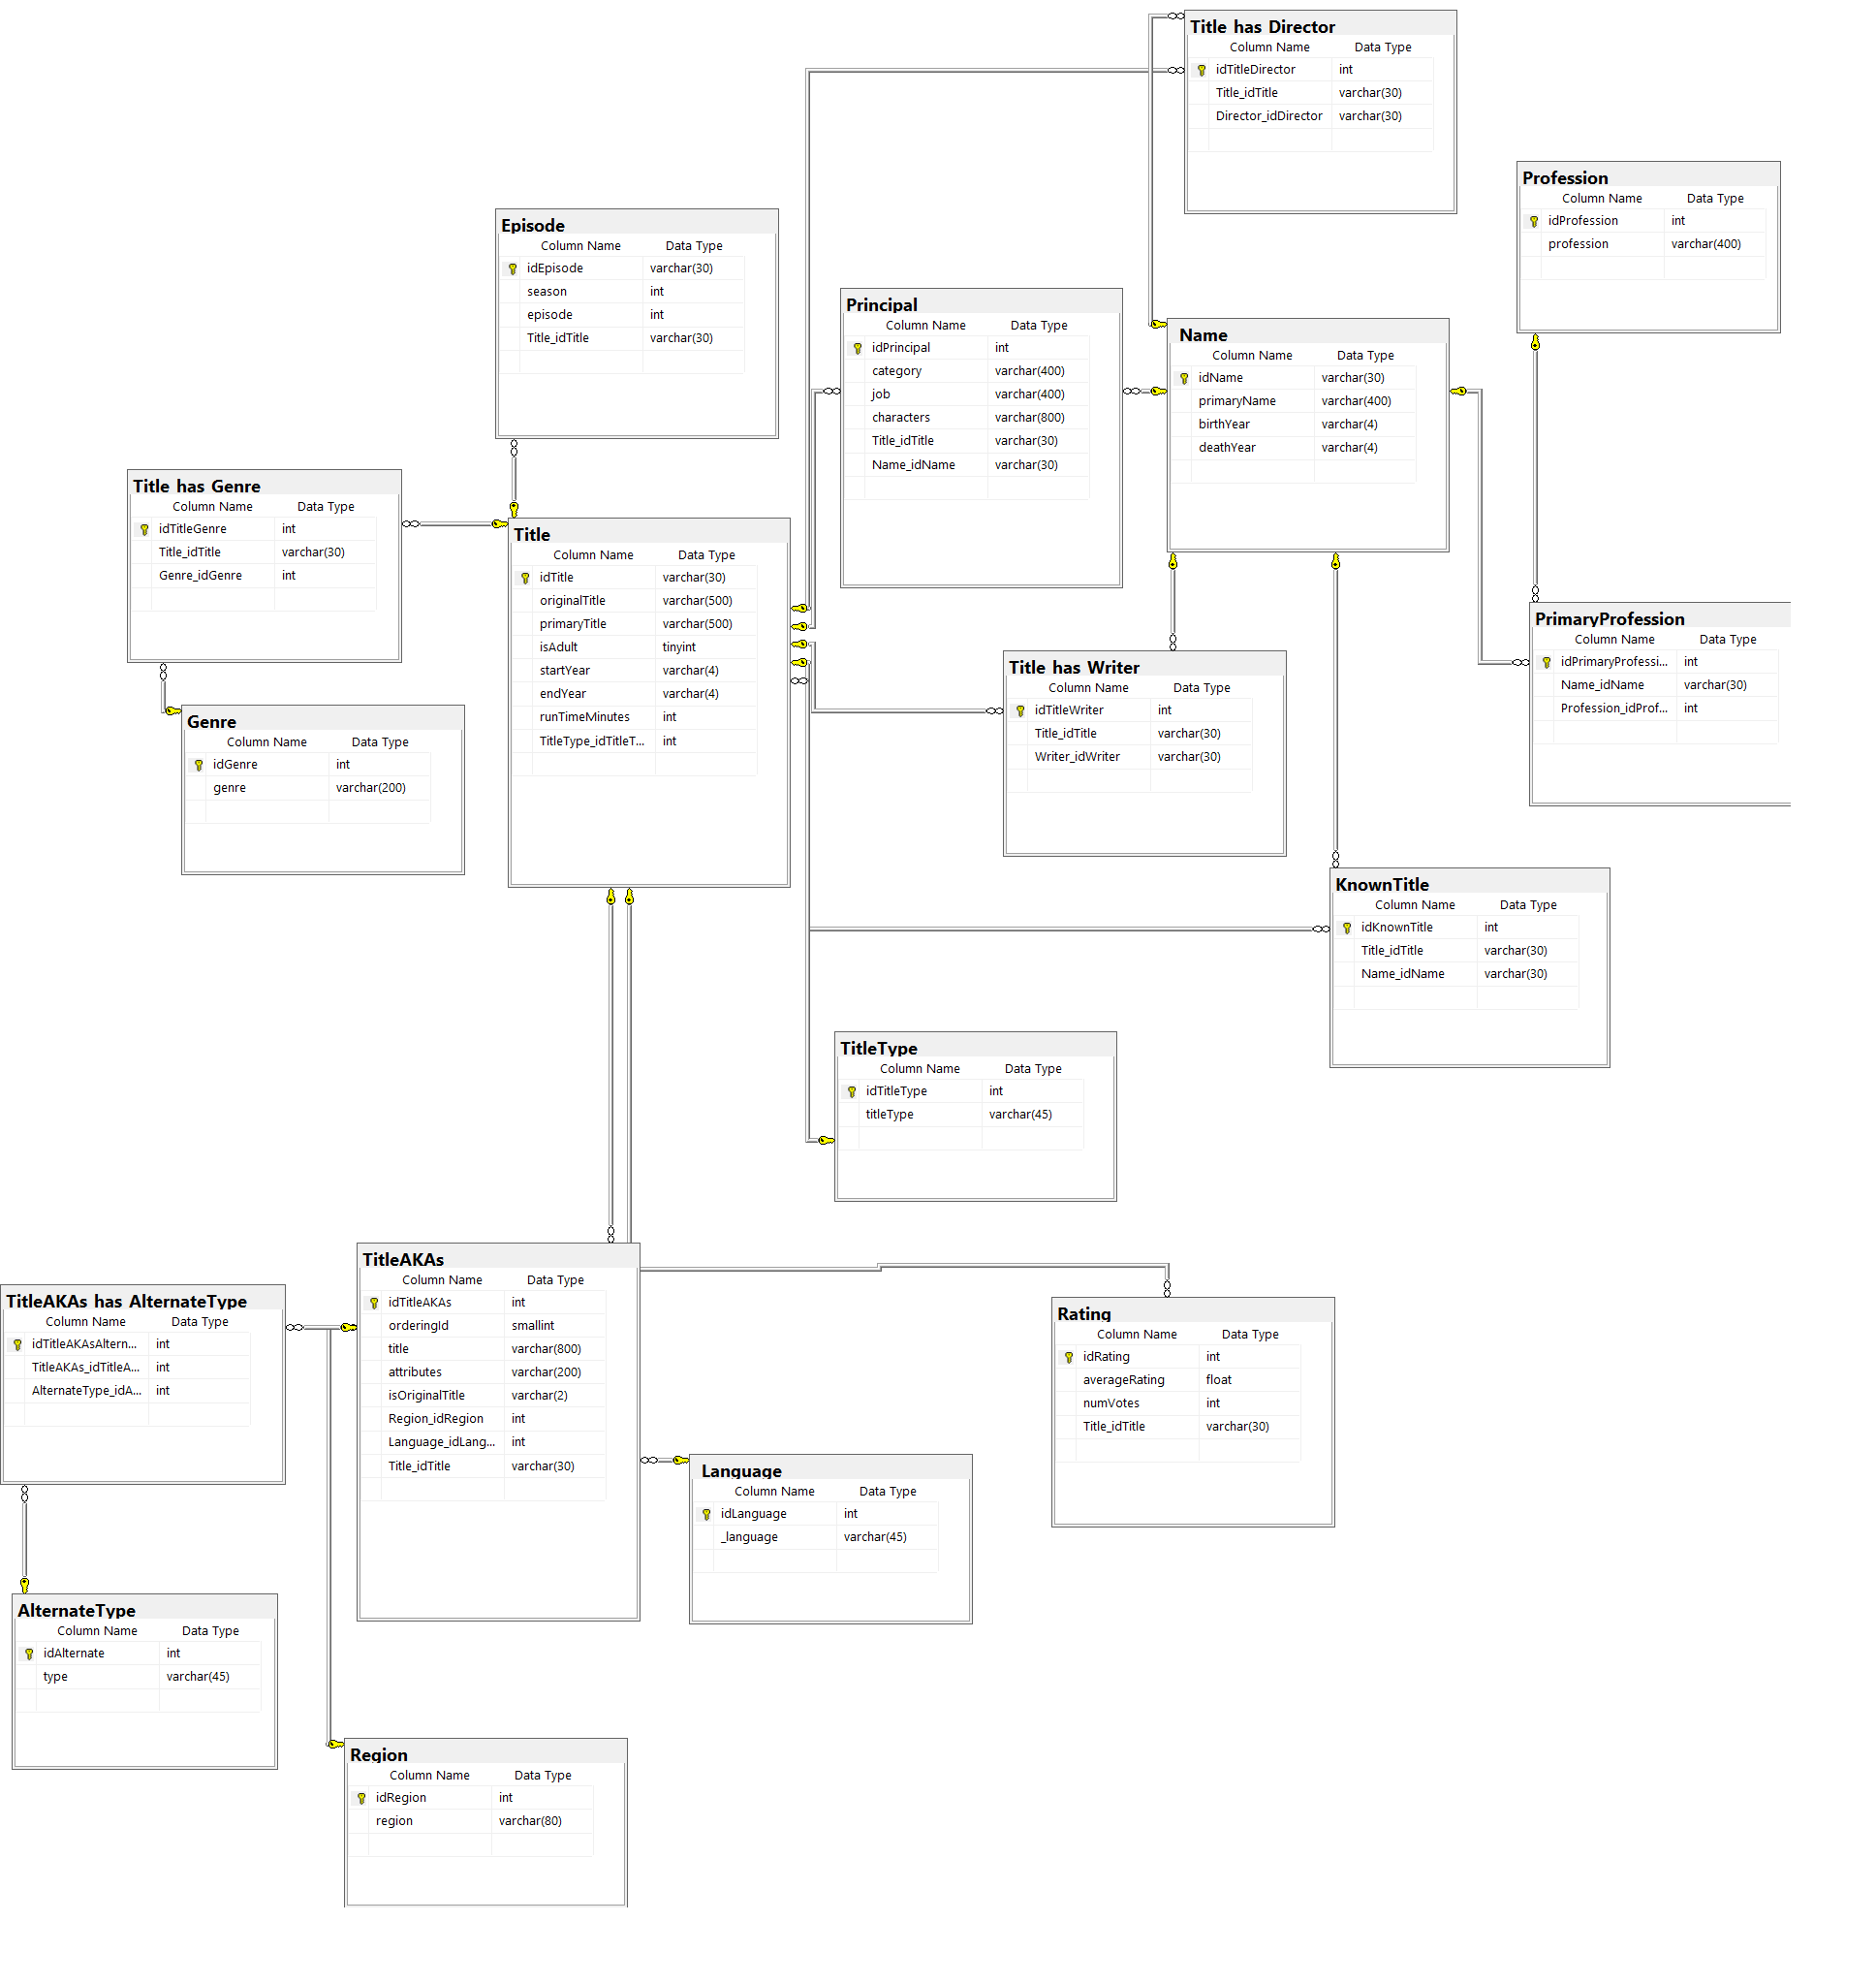 Title has Director
Column Name Data Type
idTitleDirector int
Title_idTitle varchar(30)
Director_idDirector varchar(30)
Profession
Column Name Data Type
idProfession int
profession varchar(400)
Episode
Column Name Data Type
idEpisode varchar(30)
season int
episode int
Title_idTitle varchar(30)
Principal
Column Name Data Type
idPrincipal int
category varchar(400)
job varchar(400)
characters varchar(800)
Title_idTitle varchar(30)
Name_idName varchar(30)
Name
Column Name Data Type
idName varchar(30)
primaryName varchar(400)
birthYear varchar(4)
deathYear varchar(4)
Title has Genre
Column Name Data Type
idTitleGenre int
Title_idTitle varchar(30)
Genre_idGenre int
Title
Column Name Data Type
idTitle varchar(30)
originalTitle varchar(500)
primaryTitle varchar(500)
isAdult tinyint
startYear varchar(4)
endYear varchar(4)
runTimeMinutes int
TitleType_idTitleT... int
PrimaryProfession
Column Name Data Type
idPrimaryProfessi... int
Name_idName varchar(30)
Profession_idProf... int
Title has Writer
Column Name Data Type
idTitleWriter int
Title_idTitle varchar(30)
Writer_idWriter varchar(30)
Genre
Column Name Data Type
idGenre int
genre varchar(200)
KnownTitle
Column Name Data Type
idKnownTitle int
Title_idTitle varchar(30)
Name_idName varchar(30)
TitleType
Column Name Data Type
idTitleType int
titleType varchar(45)
TitleAKAs
Column Name Data Type
idTitleAKAs int
orderingId smallint
title varchar(800)
attributes varchar(200)
isOriginalTitle varchar(2)
Region_idRegion int
Language_idLang... int
Title_idTitle varchar(30)
TitleAKAs has AlternateType
Column Name Data Type
idTitleAKAsAltern... int
TitleAKAs_idTitleA... int
AlternateType_idA... int
Rating
Column Name Data Type
idRating int
averageRating float
numVotes int
Title_idTitle varchar(30)
Language
Column Name Data Type
idLanguage int
_language varchar(45)
AlternateType
Column Name Data Type
idAlternate int
type varchar(45)
Region
Column Name Data Type
idRegion int
region varchar(80)